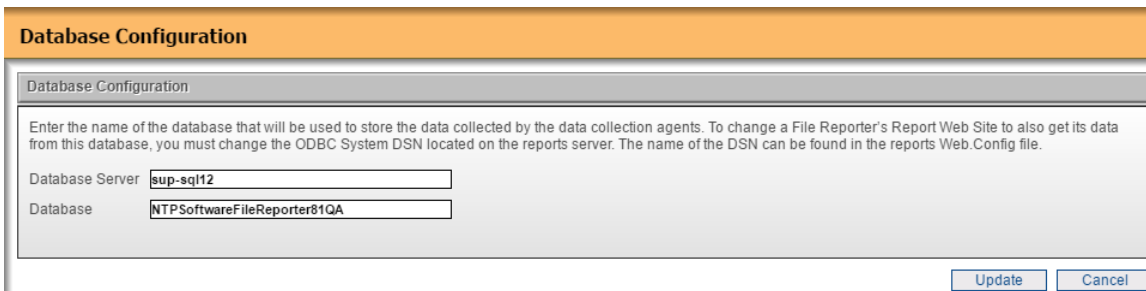 Database Configuration
Database Configuration
Enter the name of the database that will be used to store the data collected by the data collection agents. To change a File Reporter's Report Web Site to also get its data
from this database, you must change the ODBC System DSN located on the reports server. The name of the DSN can be found in the reports Web.Config file.
Database Server sup-sql12
Database NTPSoftwareFileReporter81QA
Update Cancel